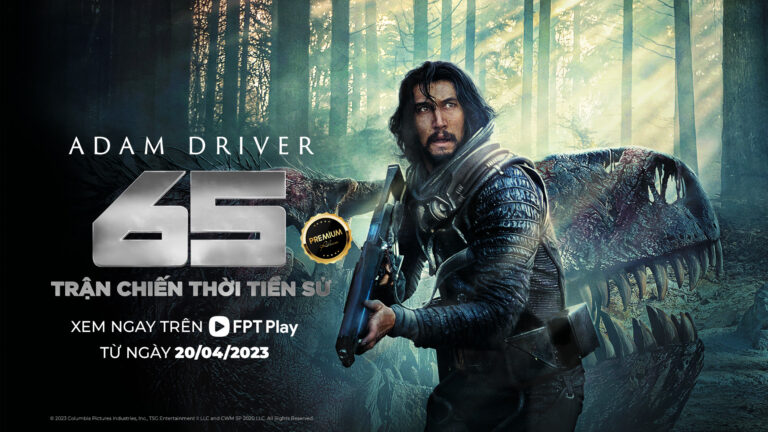 ADAM DRIVER
65
PREMIUM
TRẬN CHIẾN THỜI TIỀN SỬ
XEM NGAY TRÊN FPT Play
TỪ NGÀY 20/04/2023
© 2023 Columbia Pictures Industries, Inc., TSG Entertainment II LLC and CWM SP 2020 LLC. All Rights Reserved.